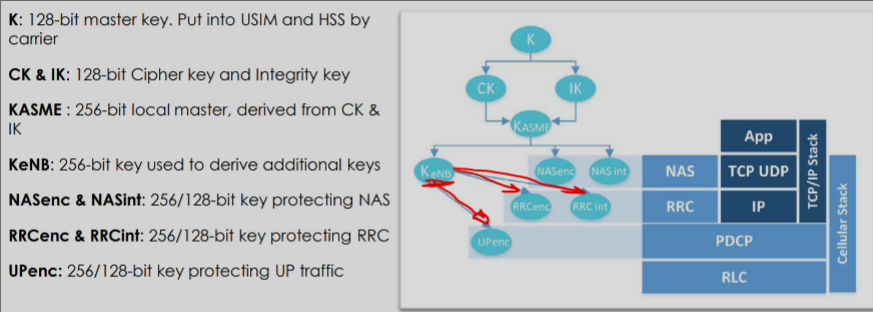 K: 128-bit master key. Put into USIM and HSS by
carrier
CK & IK: 128-bit Cipher key and Integrity key
KASME : 256-bit local master, derived from CK &
IK
KeNB: 256-bit key used to derive additional keys
NASenc & NASint: 256/128-bit key protecting NAS
RRCenc & RRCint: 256/128-bit key protecting RRC
UPenc: 256/128-bit key protecting UP traffic
K
CK
IK
KASME
KeNB
NASenc
NAS int
RRCenc
RRC int
UPenc
App
NAS
TCP UDP
RRC
IP
PDCP
RLC
TCP/IP Stack
Cellular Stack